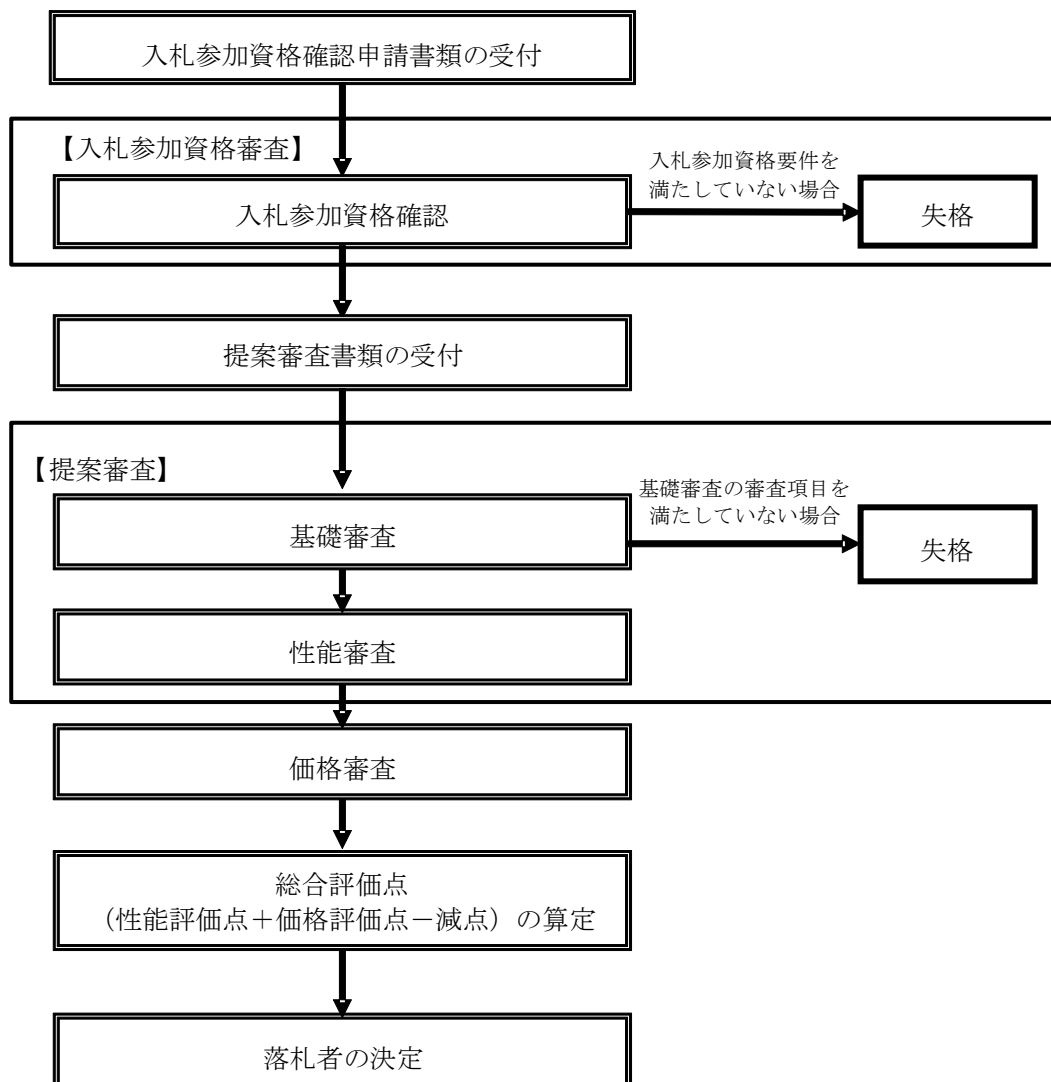 入札参加資格確認申請書類の受付
【入札参加資格審査】
入札参加資格要件を
満たしていない場合
入札参加資格確認
失格
提案審査書類の受付
【提案審査】
基礎審査の審査項目を
満たしていない場合
基礎審査
失格
性能審査
価格審査
総合評価点
（性能評価点＋価格評価点－減点）の算定
落札者の決定